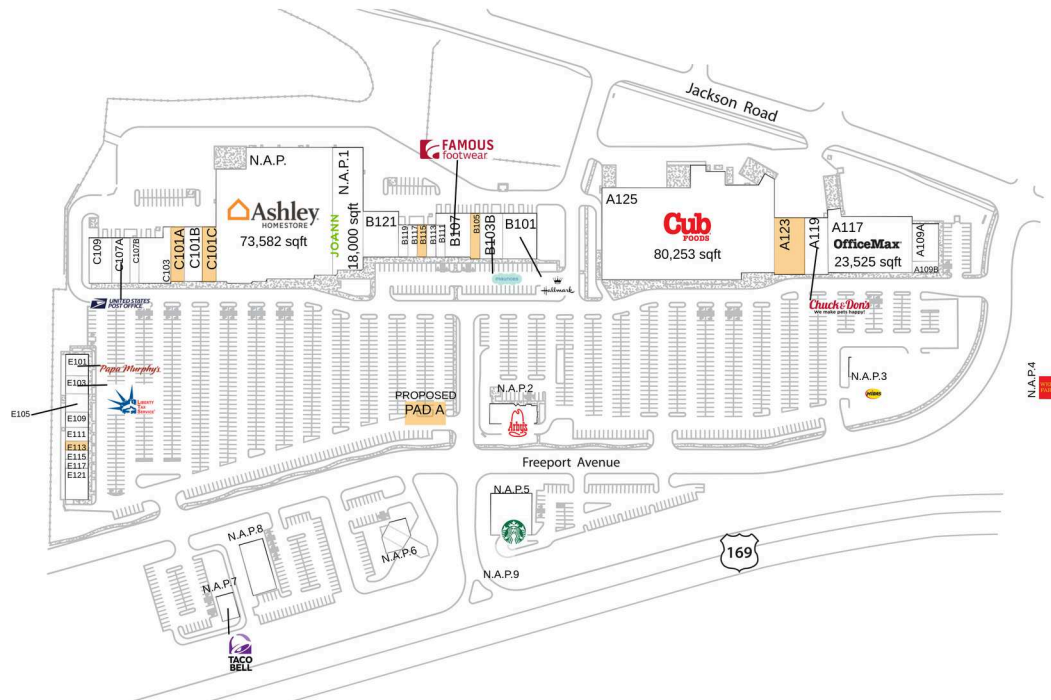 Jackson Road
FAMOUS
footwear
N.A.P.
Ashley
HOMESTORE
73,582 sqft
N.A.P.1
JOANN
18,000 sqft
B121
B119
B117
B115
B113
B111
B107
B105
B103B
B101
Hallmark
C109
C107A
C107B
C103
C101A
C101B
C101C
UNITED STATES
POST OFFICE
A125
Cub
FOODS
80,253 sqft
A123
A119
A117
OfficeMax
23,525 sqft
A109A
A109B
Chuck & Don's
We make pets happy!
E101
Papa Murphy's
E103
LIBERTY
TAX
SERVICE
E105
E109
E111
E113
E115
E117
E121
PROPOSED
PAD A
N.A.P.2
Arby's
N.A.P.3
N.A.P.4
Freeport Avenue
N.A.P.5
N.A.P.6
N.A.P.8
N.A.P.7
N.A.P.9
169
TACO
BELL